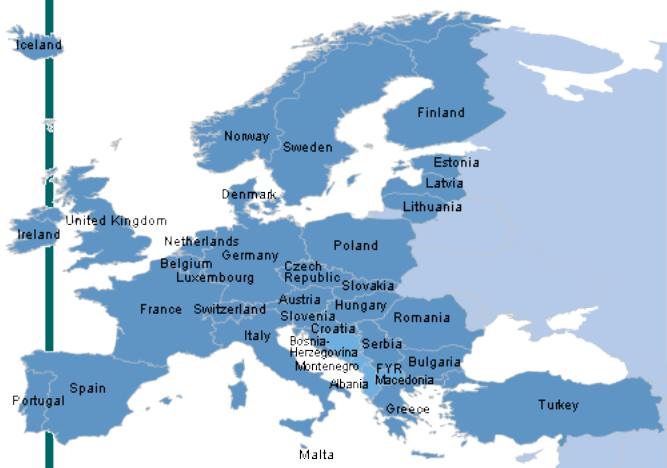 Iceland
Finland
Norway
Sweden
Estonia
Latvia
Denmark
Lithuania
United Kingdom
Ireland
Netherlands
Poland
Germany
Belgium
Czech
Republic
Luxembourg
Slovakia
Austria
Hungary
France
Switzerland
Slovenia
Romania
Croatia
Italy
Bosnia-
Herzegovina
Serbia
Montenegro
Bulgaria
FYR
Macedonia
Albania
Spain
Portugal
Greece
Turkey
Malta